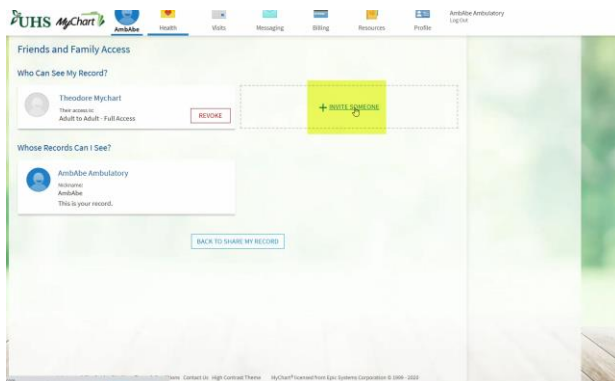 UHS MyChart
AmbAbe
Health
Visits
Messaging
Billing
Resources
Profile
AmbAbe Ambulatory
Log Out
Friends and Family Access
Who Can See My Record?
Theodore Mychart
Their access is:
Adult to Adult - Full Access
REVOKE
+ INVITE SOMEONE
Whose Records Can I See?
AmbAbe Ambulatory
Nickname:
AmbAbe
This is your record.
BACK TO SHARE MY RECORD
Contact Us High Contrast Theme MyChart® licensed from Epic Systems Corporation © 1999 - 2020